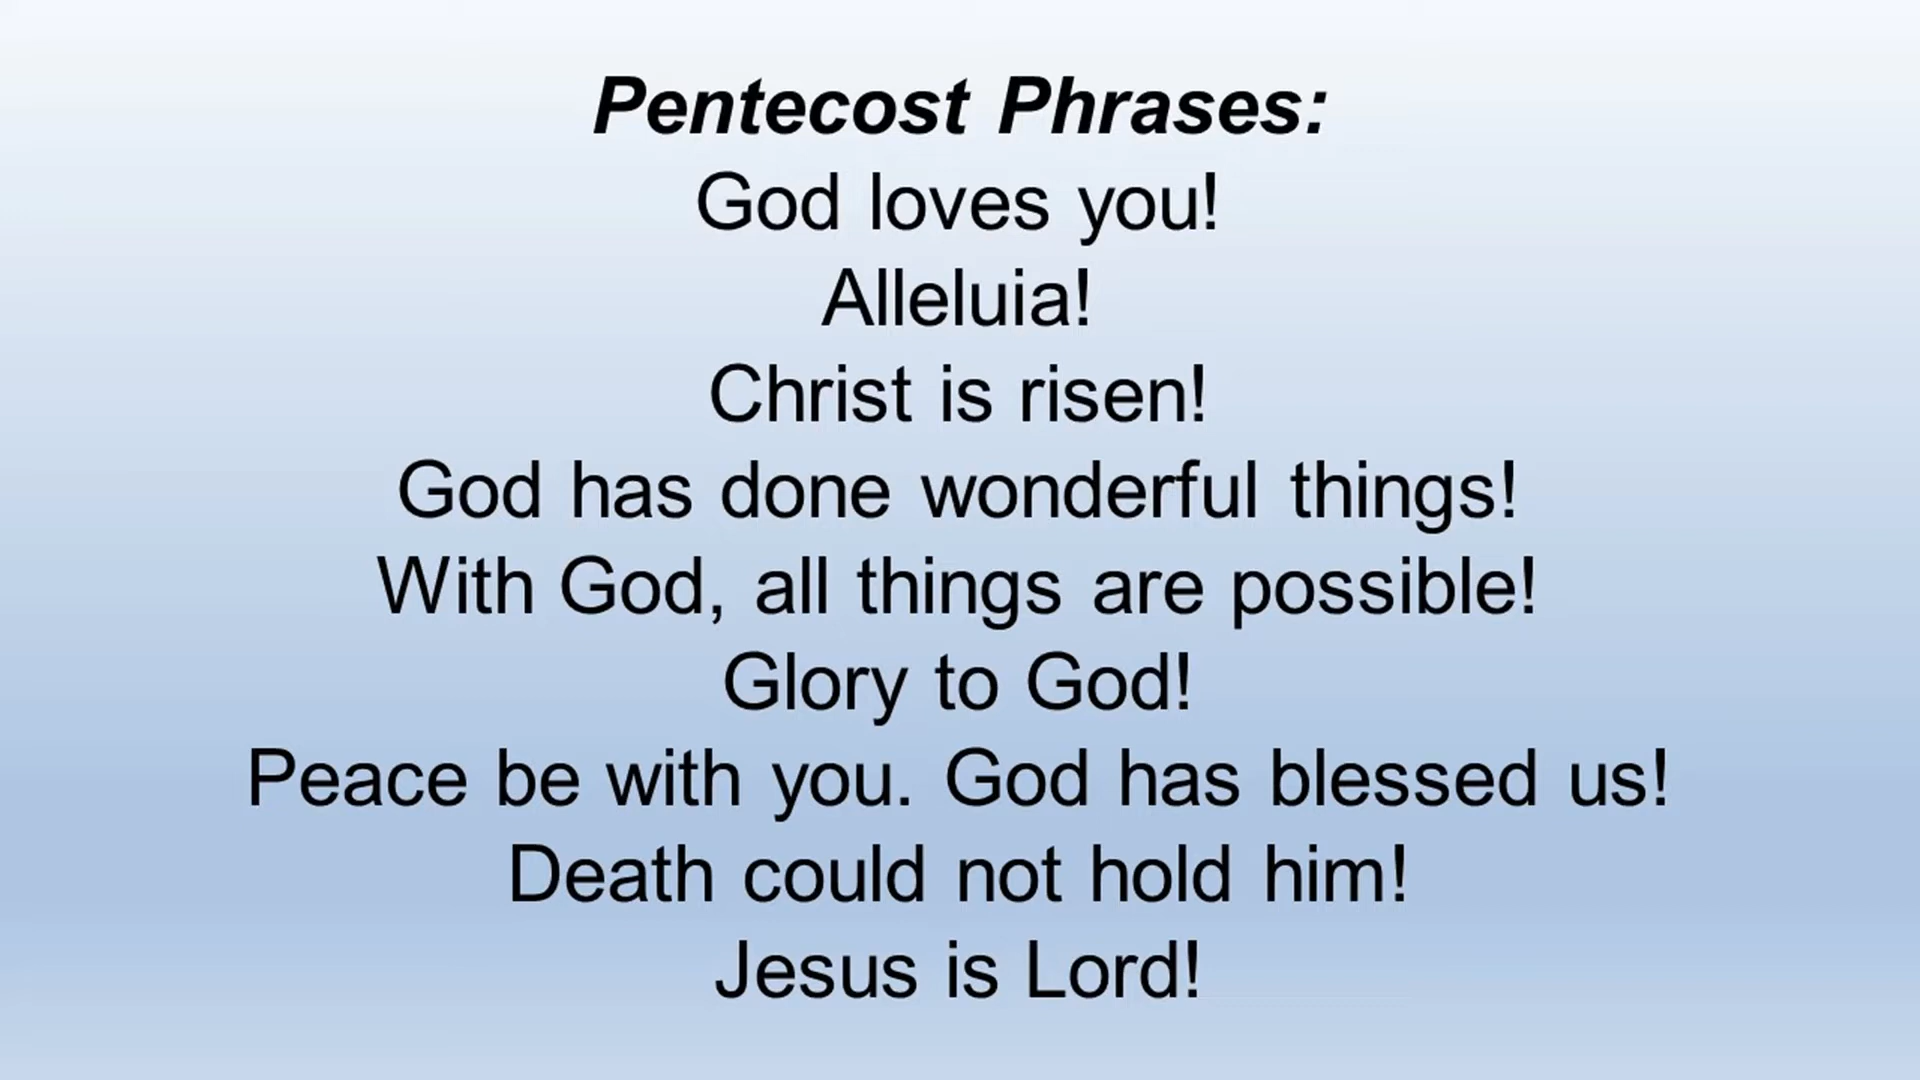 Pentecost Phrases:
God loves you!
Alleluia!
Christ is risen!
God has done wonderful things!
With God, all things are possible!
Glory to God!
Peace be with you. God has blessed us!
Death could not hold him!
Jesus is Lord!